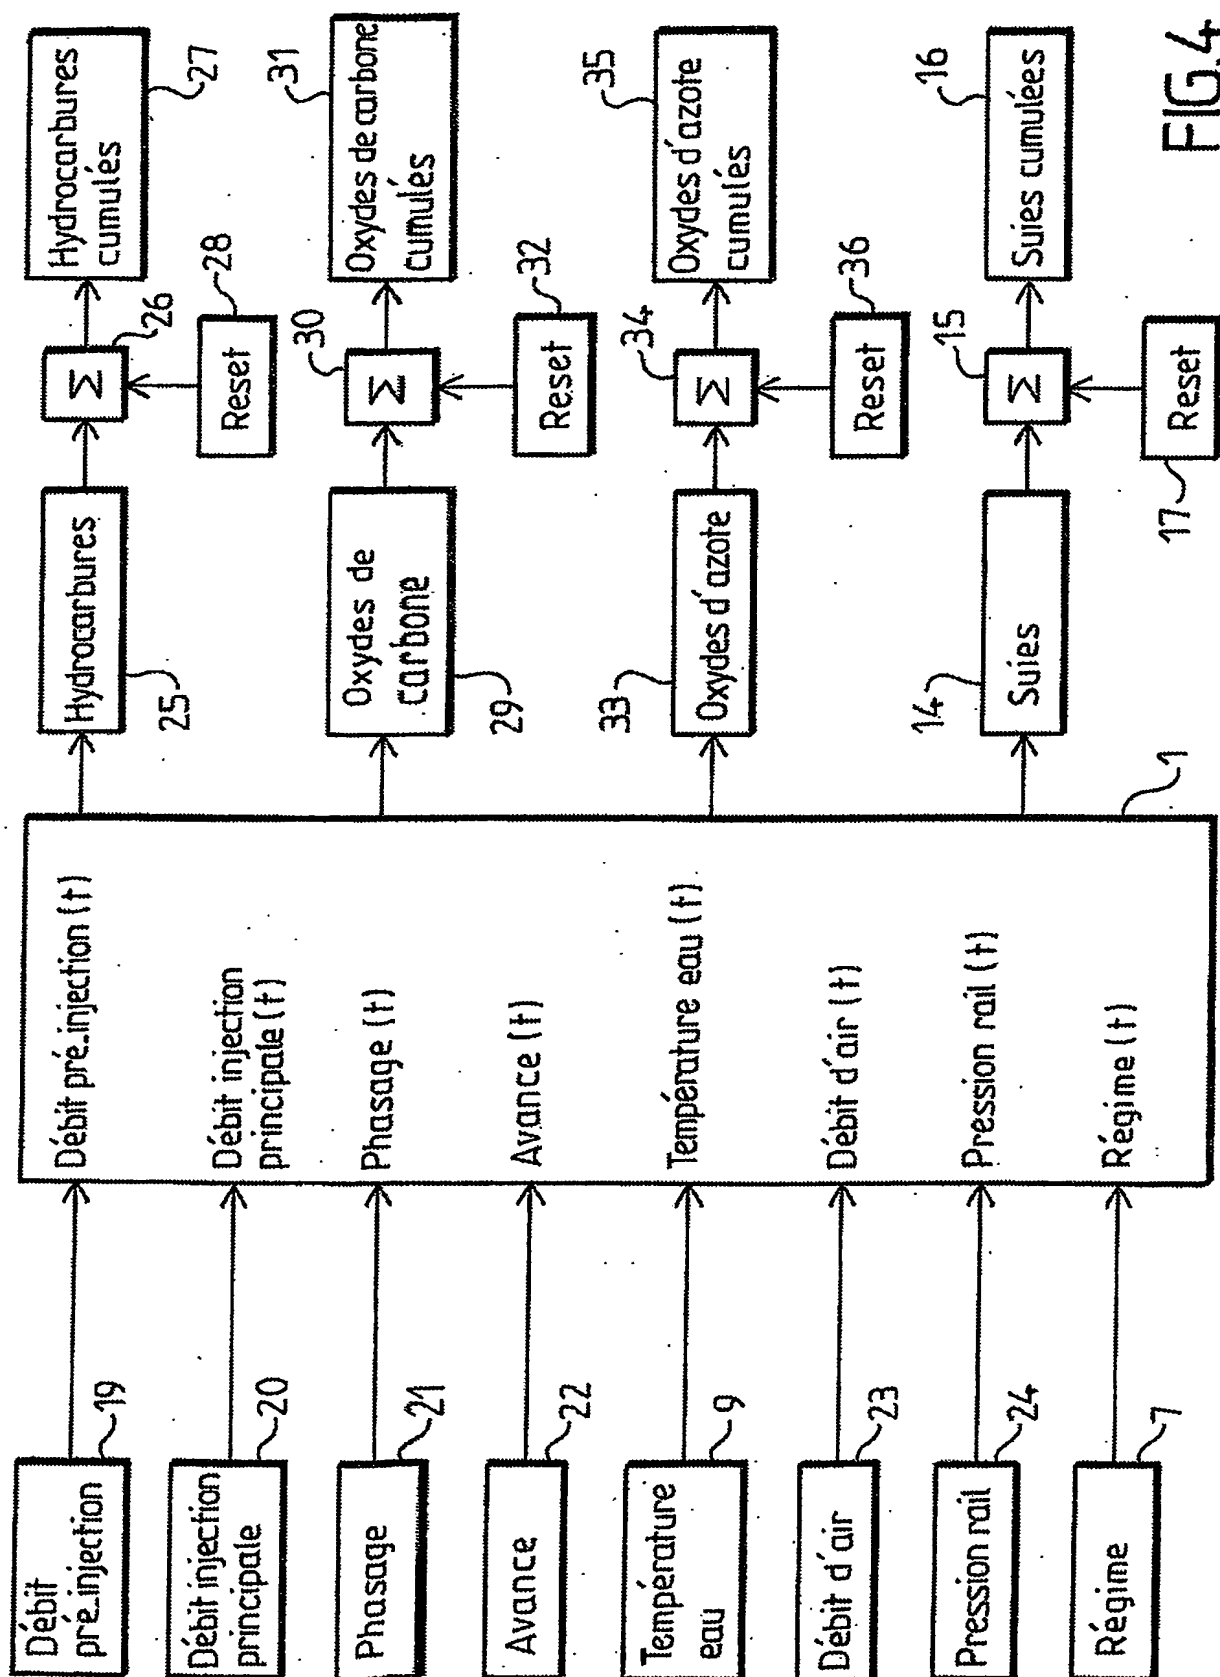 Débit
pré-injection
19
Débit injection
principale
20
Phasage
21
Avance
22
Température
eau
9
Débit d'air
23
Pression rail
24
Régime
7
Débit pré-injection (t)
Débit injection
principale (t)
Phasage (t)
Avance (t)
Température eau (t)
Débit d'air (t)
Pression rail (t)
Régime (t)
1
Hydrocarbures
25
Σ
26
Reset
28
Hydrocarbures
cumulés
27
Oxydes de
carbone
29
Σ
30
Reset
32
Oxydes de carbone
cumulés
31
Oxydes d'azote
33
Σ
34
Reset
36
Oxydes d'azote
cumulés
35
Suies
14
Σ
15
Reset
17
Suies cumulées
16
FIG.4